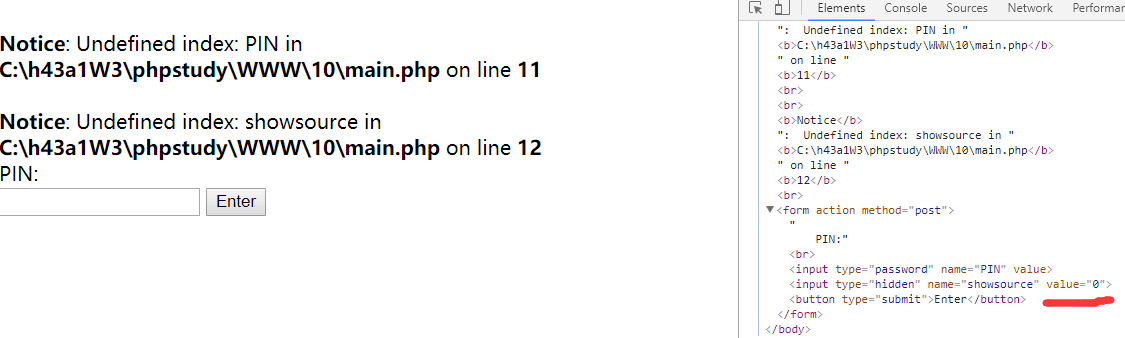 Notice: Undefined index: PIN in
C:\h43a1W3\phpstudy\WWW\10\main.php on line 11
Notice: Undefined index: showsource in
C:\h43a1W3\phpstudy\WWW\10\main.php on line 12
PIN:
Enter
Elements Console Sources Network Performar
":  Undefined index: PIN in "
<b>C:\h43a1W3\phpstudy\WWW\10\main.php</b>
" on line "
<b>11</b>
<br>
<br>
<b>Notice</b>
":  Undefined index: showsource in "
<b>C:\h43a1W3\phpstudy\WWW\10\main.php</b>
" on line "
<b>12</b>
<br>
<form action method="post">
"
PIN:"
<br>
<input type="password" name="PIN" value>
<input type="hidden" name="showsource" value="0">
<button type="submit">Enter</button>
</form>
</body>